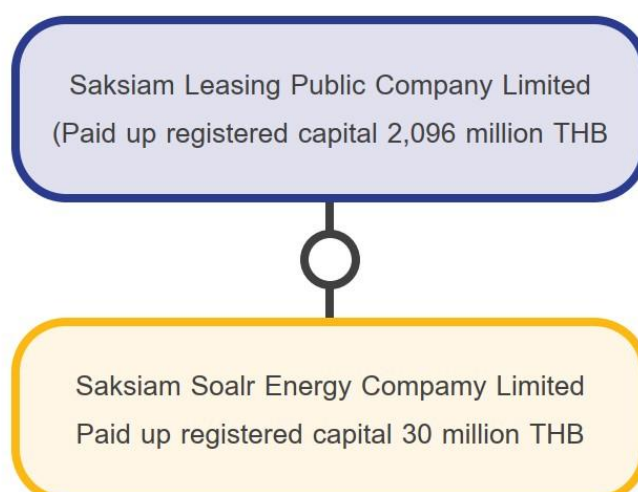 Saksiam Leasing Public Company Limited
(Paid up registered capital 2,096 million THB
Saksiam Soalr Energy Compamy Limited
Paid up registered capital 30 million THB